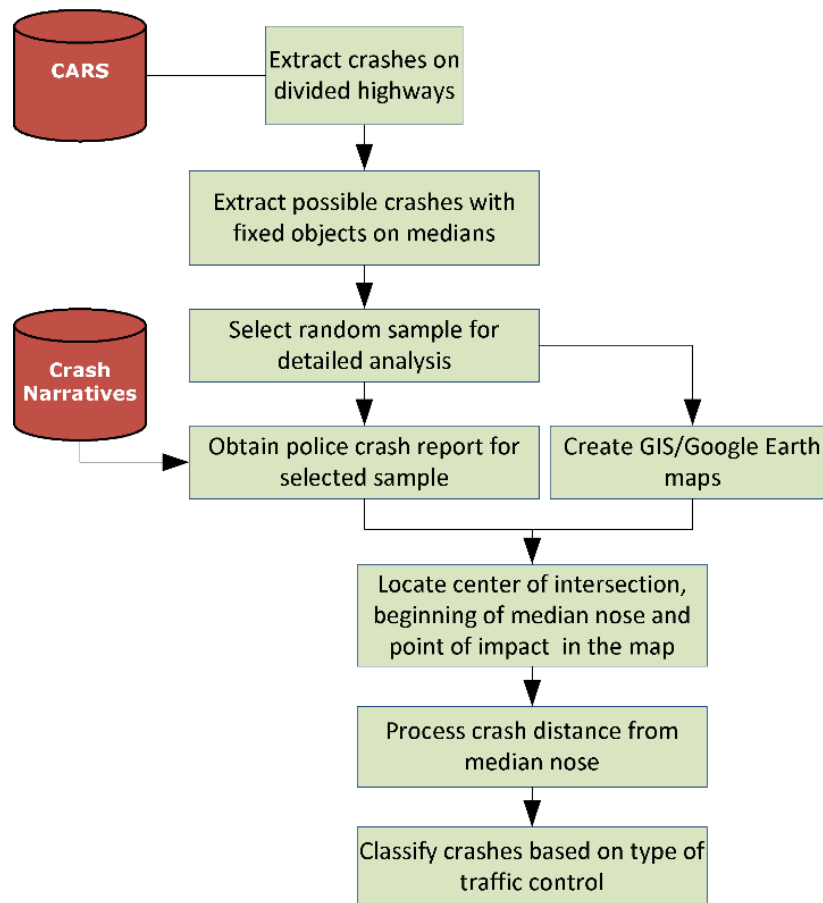 CARS
Extract crashes on
divided highways
Extract possible crashes with
fixed objects on medians
Select random sample for
detailed analysis
Crash
Narratives
Obtain police crash report for
selected sample
Create GIS/Google Earth
maps
Locate center of intersection,
beginning of median nose and
point of impact in the map
Process crash distance from
median nose
Classify crashes based on type of
traffic control